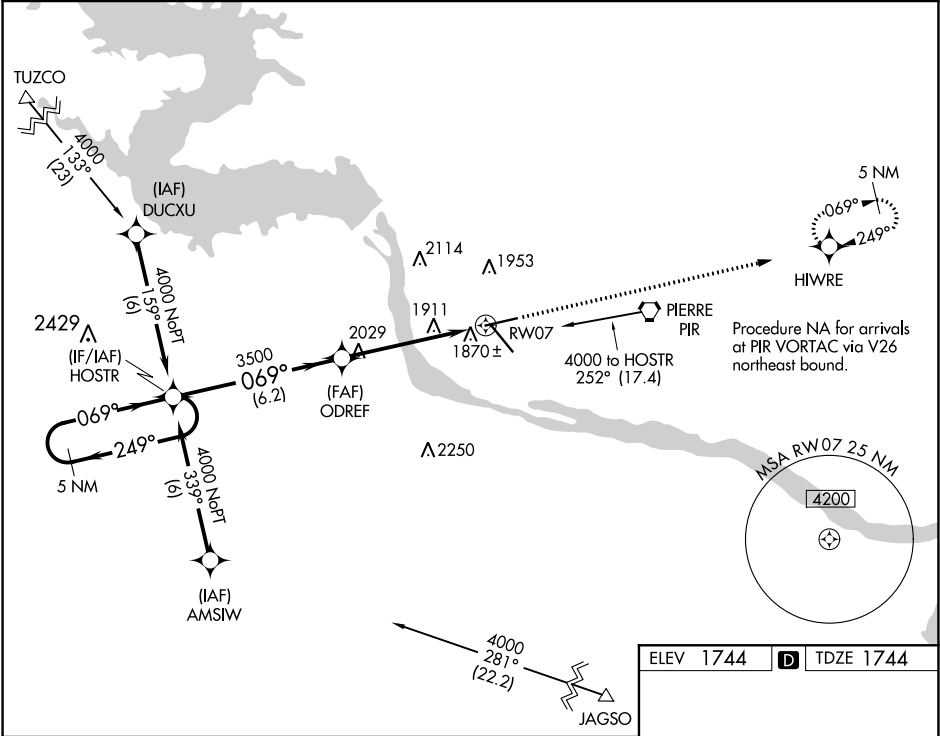 TUZCO
4000
133°
(23)
(IAF)
DUCXU
4000 NoPT
159°
(6)
2429
(IF/IAF)
HOSTR
069°
249°
5 NM
3500
069°
(6.2)
(FAF)
ODREF
2029
2114
1953
1911
1870±
RW07
4000 to HOSTR
252° (17.4)
PIERRE
PIR
5 NM
069°
249°
HIWRE
Procedure NA for arrivals
at PIR VORTAC via V26
northeast bound.
4000 NoPT
339°
(6)
(IAF)
AMSIW
2250
MSA RW07 25 NM
4200
4000
281°
(22.2)
JAGSO
ELEV 1744 D TDZE 1744